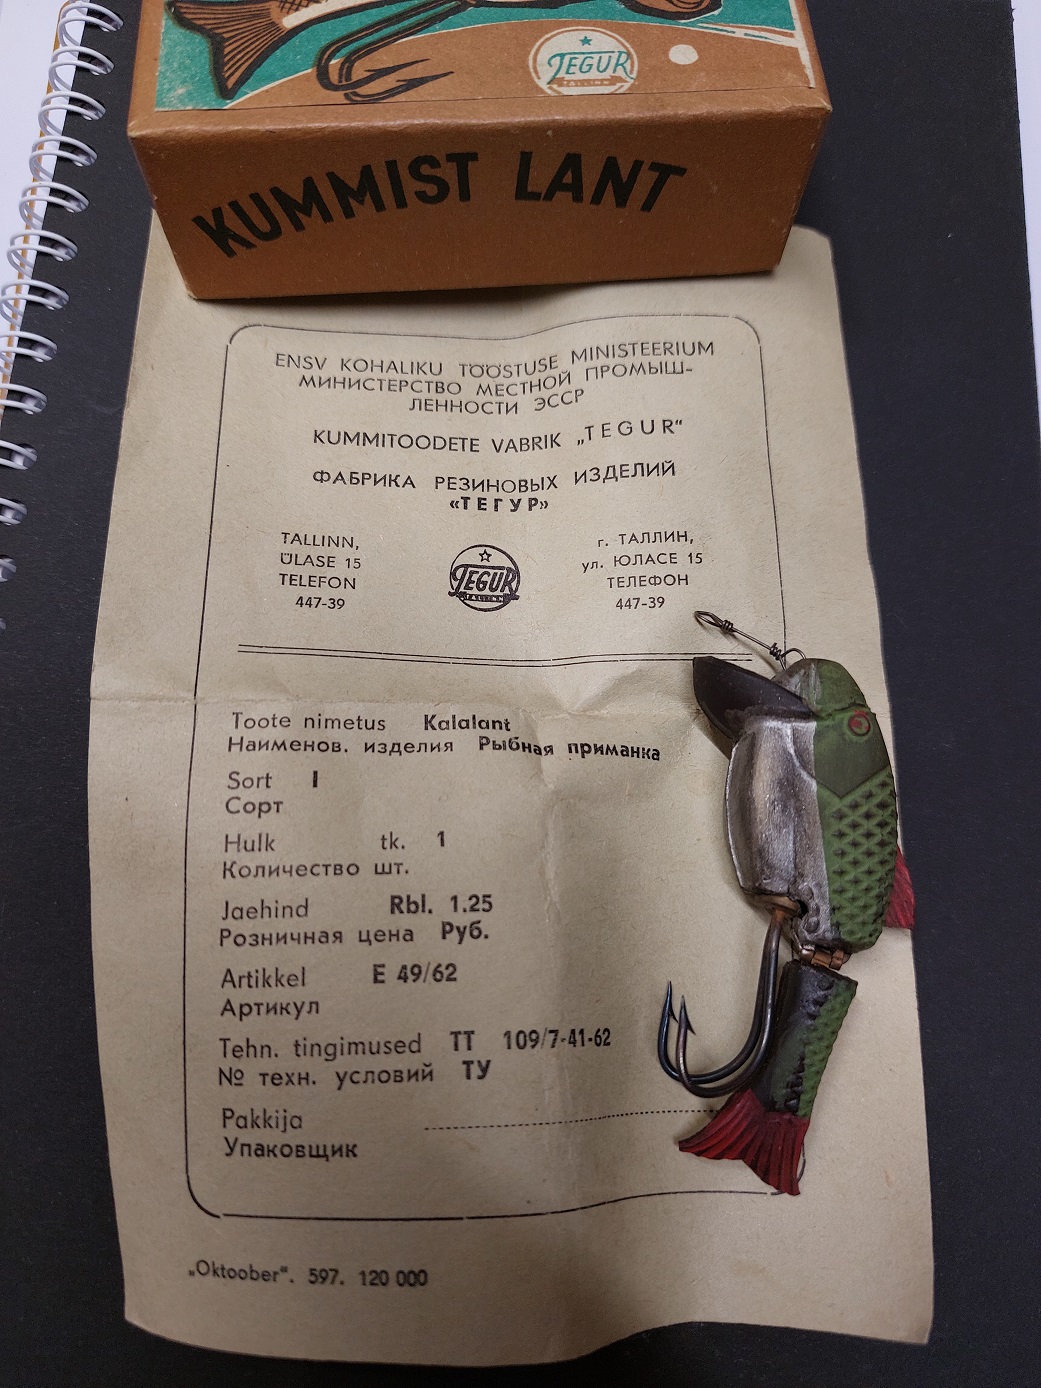 TEGUR
TALLINN
KUMMIST LANT
ENSV KOHALIKU TÖÖSTUSE MINISTEERIUM
МИНИСТЕРСТВО МЕСТНОЙ ПРОМЫШ-
ЛЕННОСТИ ЭССР
KUMMITOODETE VABRIK „TEGUR“
ФАБРИКА РЕЗИНОВЫХ ИЗДЕЛИЙ
«ТЕГУР»
TALLINN,
ÜLASE 15
TELEFON
447-39
TEGUR
TALLINN
г. ТАЛЛИН,
ул. ЮЛАСЕ 15
ТЕЛЕФОН
447-39
Toote nimetus Kalalant
Наименов. изделия Рыбная приманка
Sort I
Сорт
Hulk tk. 1
Количество шт.
Jaehind Rbl. 1.25
Розничная цена Руб.
Artikkel E 49/62
Артикул
Tehn. tingimused TT 109/7-41-62
№ техн. условий ТУ
Pakkija
Упаковщик
„Oktoober“. 597. 120 000